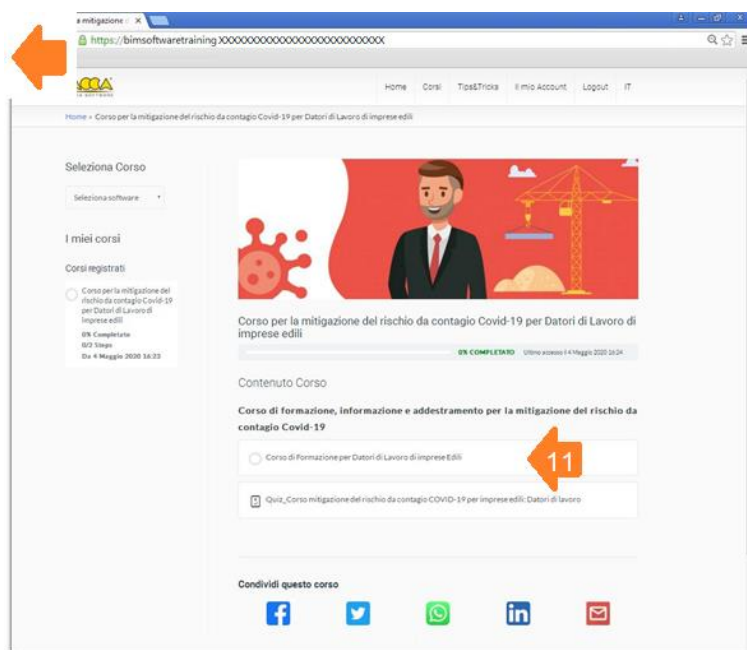 a mitigazione
https://bimsoftwaretraining.XXXXXXXXXXXXXXXXXXXXXXXXXXX
ACCA
Home Corsi Tips&Tricks Il mio Account Logout IT
Home » Corso per la mitigazione del rischio da contagio Covid-19 per Datori di Lavoro di imprese edili
Seleziona Corso
Seleziona software
I miei corsi
Corsi registrati
Corso per la mitigazione del
rischio da contagio Covid-19
per Datori di Lavoro di
imprese edili
0% Completato
0/2 Steps
Da 4 Maggio 2020 16:23
Corso per la mitigazione del rischio da contagio Covid-19 per Datori di Lavoro di
imprese edili
0% COMPLETATO Ultimo accesso il 4 Maggio 2020 16:24
Contenuto Corso
Corso di formazione, informazione e addestramento per la mitigazione del rischio da
contagio Covid-19
Corso di Formazione per Datori di Lavoro di imprese Edili
11
Quiz_Corso mitigazione del rischio da contagio COVID-19 per imprese edili: Datori di lavoro
Condividi questo corso